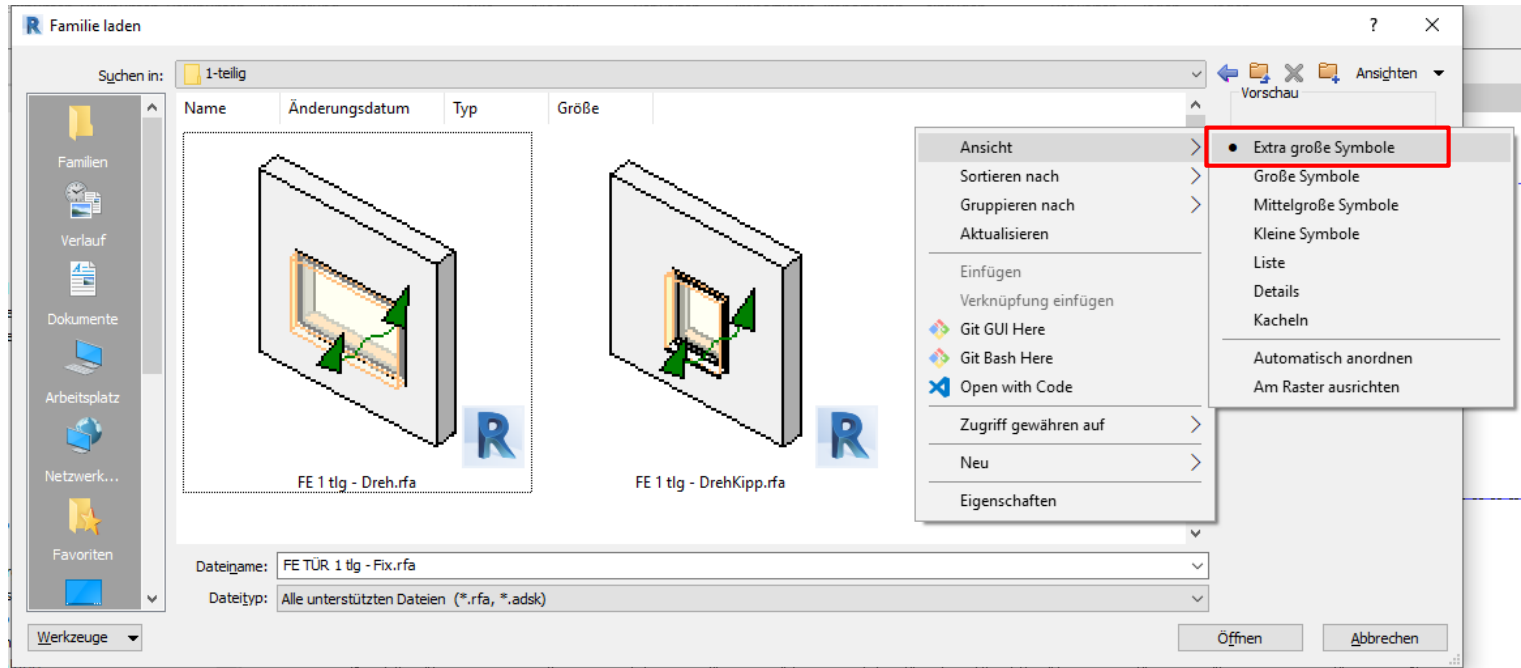 Familie laden
Suchen in: 1-teilig
Ansichten
Familien
Verlauf
Dokumente
Arbeitsplatz
Netzwerk...
Favoriten
Name Änderungsdatum Typ Größe
FE 1 tlg - Dreh.rfa
FE 1 tlg - DrehKipp.rfa
Vorschau
Ansicht
Sortieren nach
Gruppieren nach
Aktualisieren
Einfügen
Verknüpfung einfügen
Git GUI Here
Git Bash Here
Open with Code
Zugriff gewähren auf
Neu
Eigenschaften
Extra große Symbole
Große Symbole
Mittelgroße Symbole
Kleine Symbole
Liste
Details
Kacheln
Automatisch anordnen
Am Raster ausrichten
Dateiname: FE TÜR 1 tlg - Fix.rfa
Dateityp: Alle unterstützten Dateien (*.rfa, *.adsk)
Werkzeuge
Öffnen
Abbrechen